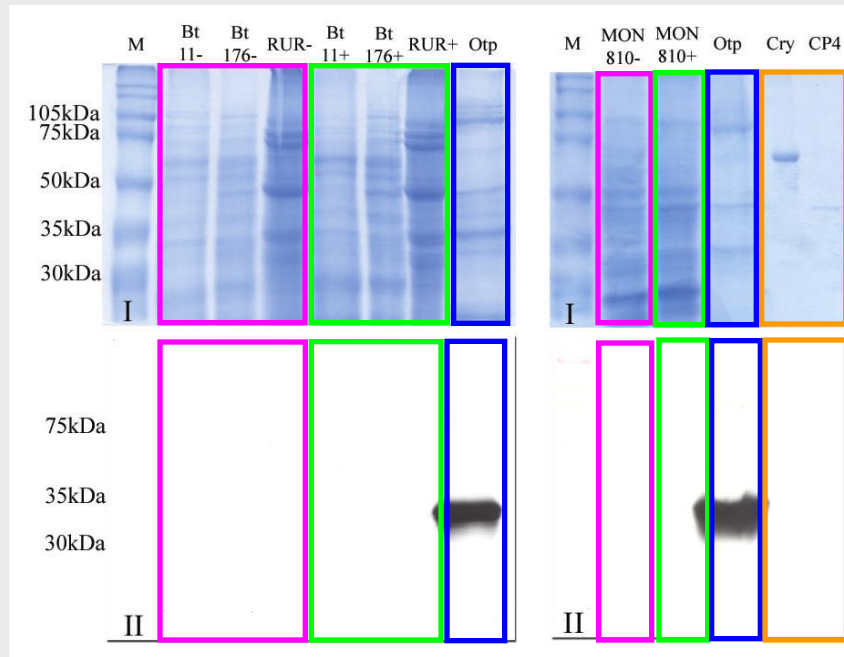 M Bt 11- Bt 176- RUR- Bt 11+ Bt 176+ RUR+ Otp
105kDa
75kDa
50kDa
35kDa
30kDa
I
M MON 810- MON 810+ Otp Cry CP4
I
75kDa
35kDa
30kDa
II
II